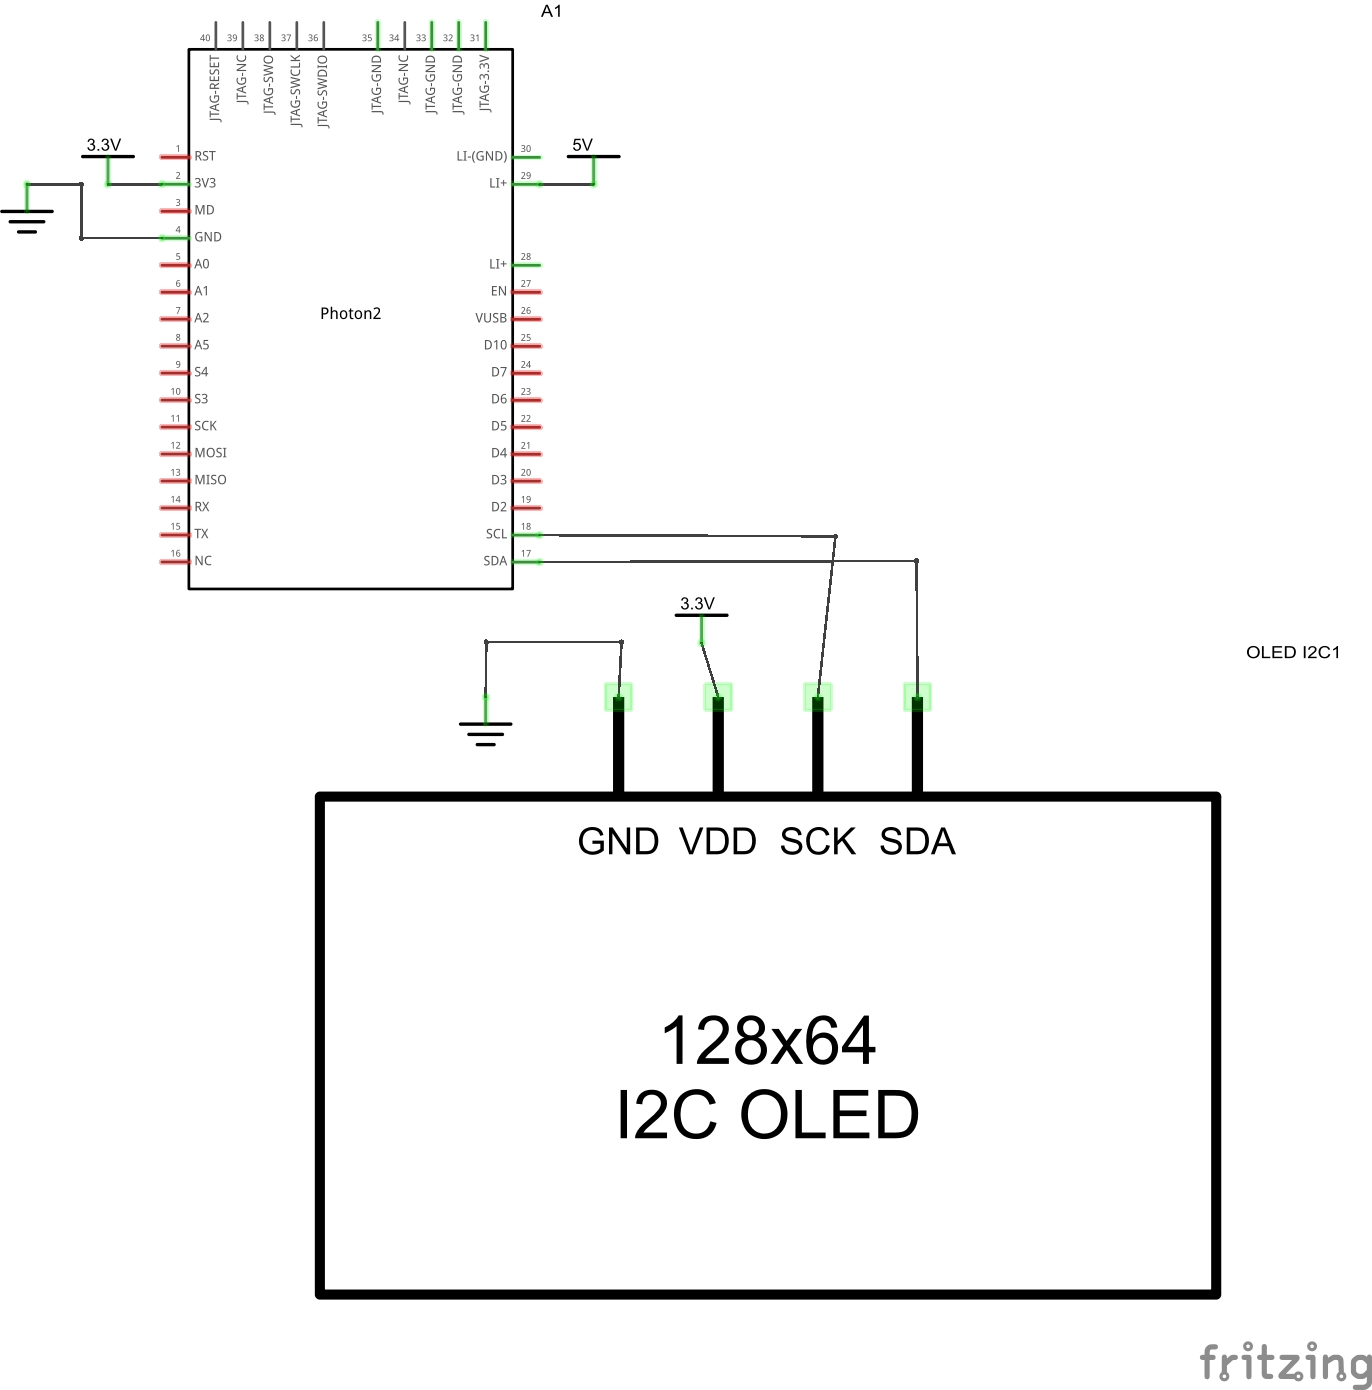 A1
40 39 38 37 36 35 34 33 32 31
JTAG-RESET
JTAG-NC
JTAG-SWO
JTAG-SWCLK
JTAG-SWDIO
JTAG-GND
JTAG-NC
JTAG-GND
JTAG-GND
JTAG-3.3V
3.3V
5V
1 RST LI-(GND) 30
2 3V3 LI+ 29
3 MD
4 GND
5 A0 LI+ 28
6 A1 EN 27
Photon2
7 A2 VUSB 26
8 A5 D10 25
9 S4 D7 24
10 S3 D6 23
11 SCK D5 22
12 MOSI D4 21
13 MISO D3 20
14 RX D2 19
15 TX SCL 18
16 NC SDA 17
3.3V
OLED I2C1
GND VDD SCK SDA
128x64
I2C OLED
fritzing